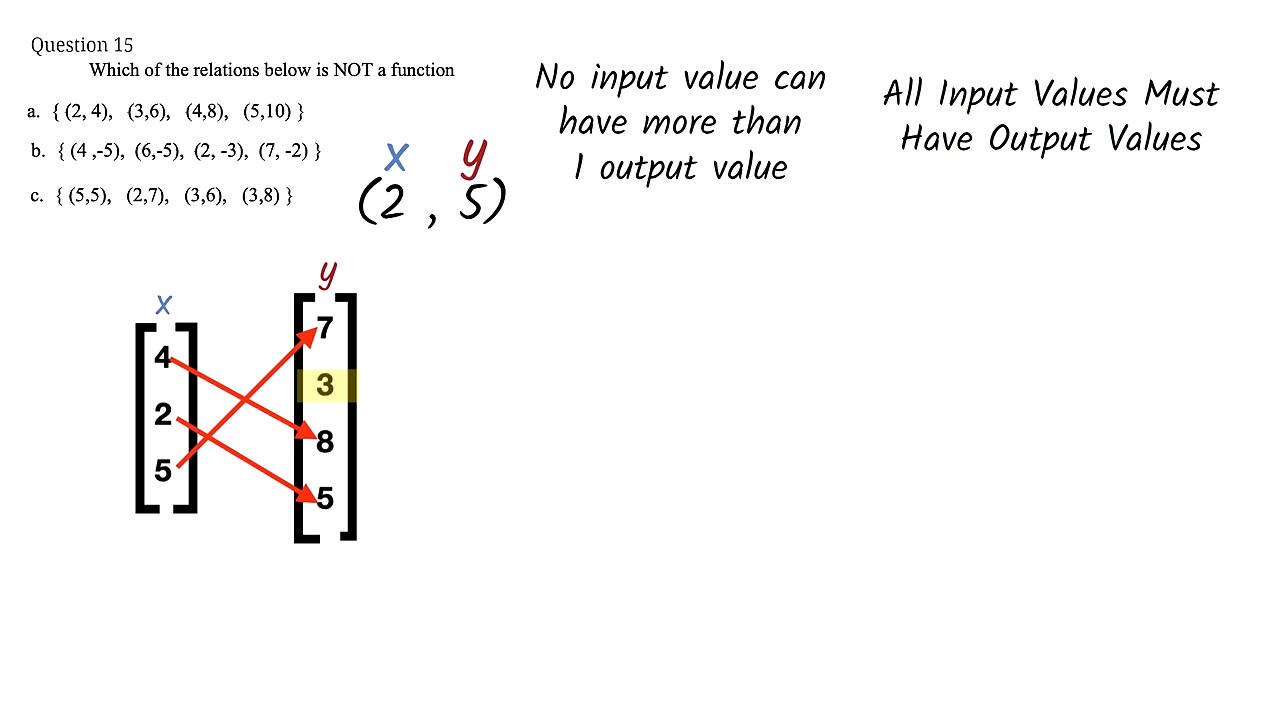 Question 15
Which of the relations below is NOT a function
a. { (2, 4), (3,6), (4,8), (5,10) }
b. { (4 ,-5), (6,-5), (2, -3), (7, -2) }
c. { (5,5), (2,7), (3,6), (3,8) }
x y
(2 , 5)
No input value can
have more than
1 output value
All Input Values Must
Have Output Values
x
4
2
5
y
7
3
8
5